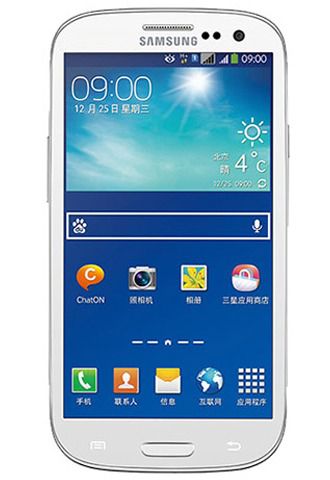 SAMSUNG
09:00
09:00
12月25日星期
北京
晴 4°C
12/25 09:00
ChatON 照相机 相册 三星应用商店
手机 联系人 信息 互联网 应用程序